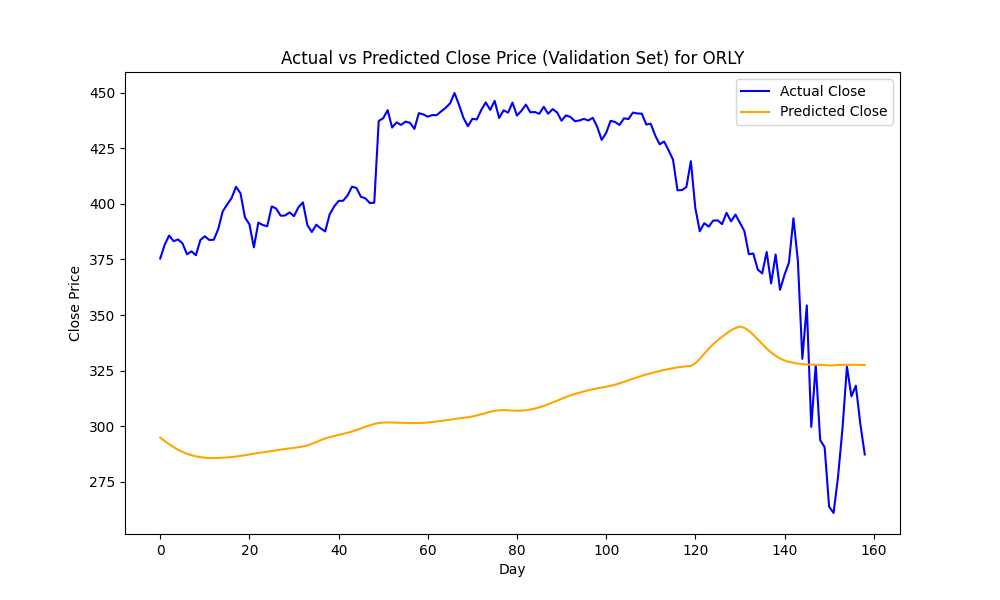 Actual vs Predicted Close Price (Validation Set) for ORLY
Actual Close
Predicted Close
Close Price
450
425
400
375
350
325
300
275
0 20 40 60 80 100 120 140 160
Day